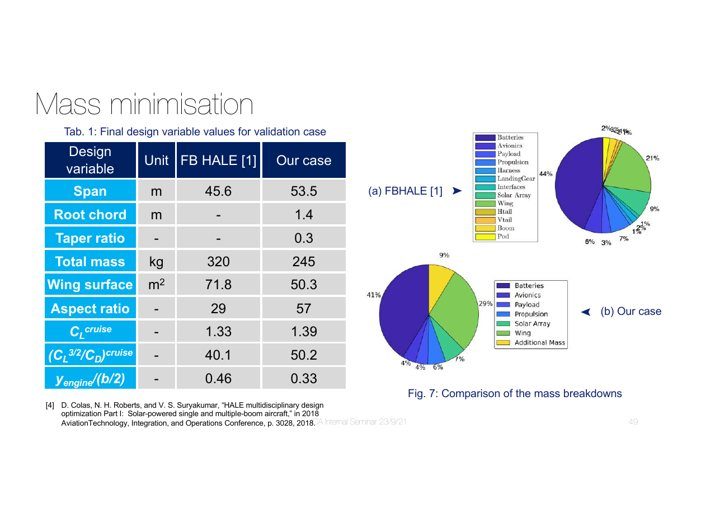 Mass minimisation
Tab. 1: Final design variable values for validation case
Design variable Unit FB HALE [1] Our case
Span m 45.6 53.5
Root chord m - 1.4
Taper ratio - - 0.3
Total mass kg 320 245
Wing surface m2 71.8 50.3
Aspect ratio - 29 57
CL cruise - 1.33 1.39
(CL3/2/CD)cruise - 40.1 50.2
yengine/(b/2) - 0.46 0.33
[4] D. Colas, N. H. Roberts, and V. S. Suryakumar, “HALE multidisciplinary design
optimization Part I: Solar-powered single and multiple-boom aircraft,” in 2018
AviationTechnology, Integration, and Operations Conference, p. 3028, 2018.
A Internal Seminar 23/9/21
(a) FBHALE [1]
Batteries
Avionics
Payload
Propulsion
Harness
LandingGear
Interfaces
Solar Array
Wing
Htail
Vtail
Boom
Pod
44%
2%
21%
9%
7%
3%
8%
9%
41%
29%
7%
6%
4%
4%
Batteries
Avionics
Payload
Propulsion
Solar Array
Wing
Additional Mass
(b) Our case
Fig. 7: Comparison of the mass breakdowns
49